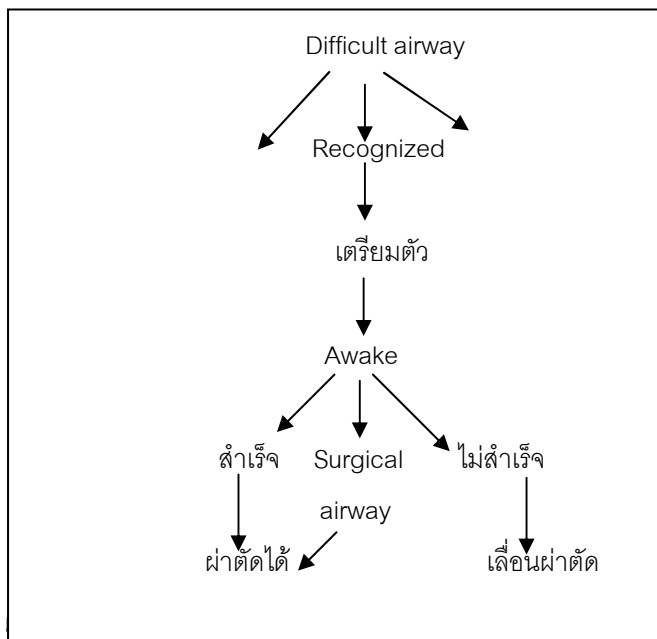 Difficult airway
Recognized
เตรียมตัว
Awake
สำเร็จ Surgical ไม่สำเร็จ
airway
ผ่าตัดได้ เลื่อนผ่าตัด